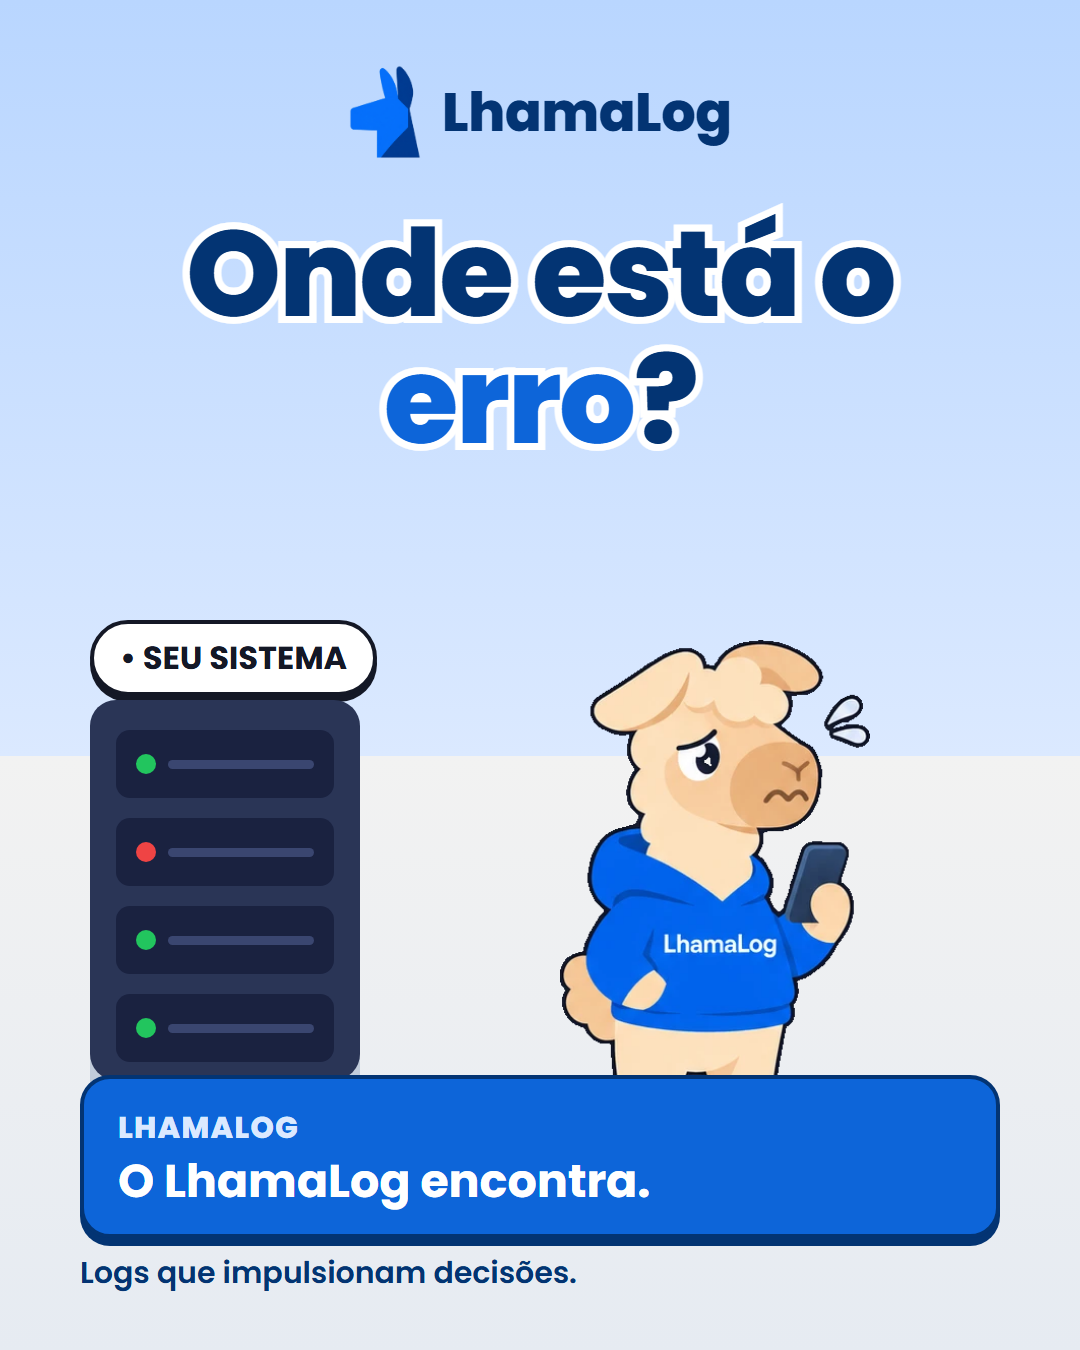 LhamaLog
Onde está o
erro?
• SEU SISTEMA
LhamaLog
LHAMALOG
O LhamaLog encontra.
Logs que impulsionam decisões.